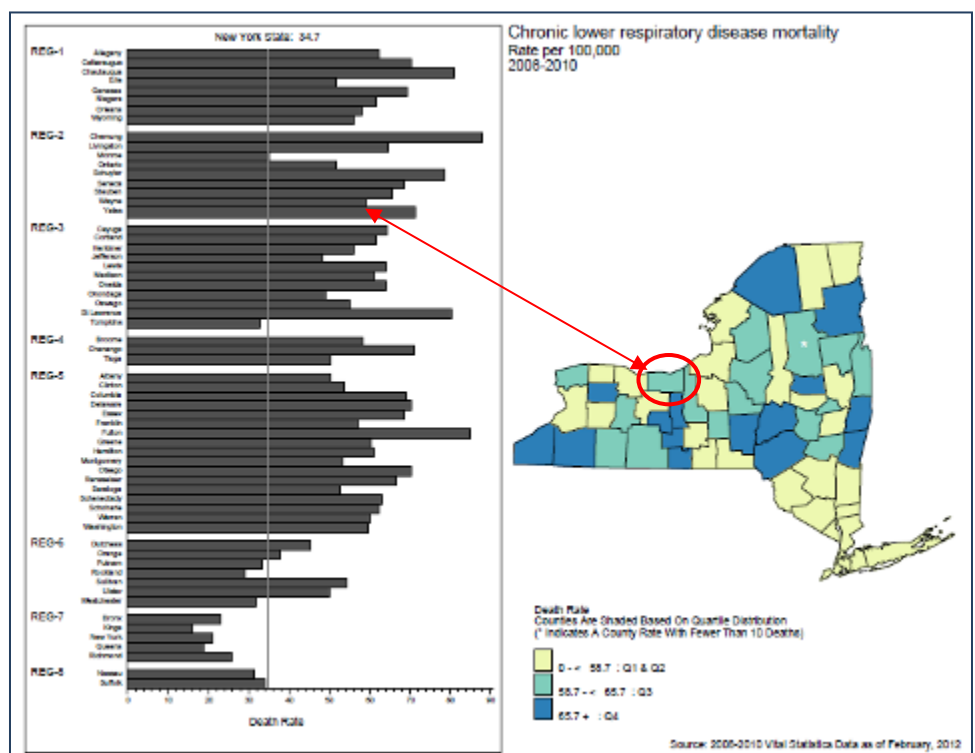 New York State: 34.7
Chronic lower respiratory disease mortality
Rate per 100,000
2008-2010
REG-1
Allegany
Cattaraugus
Chautauqua
Erie
Genesee
Niagara
Orleans
Wyoming
REG-2
Chemung
Livingston
Monroe
Ontario
Schuyler
Seneca
Steuben
Wayne
Yates
REG-3
Cayuga
Cortland
Herkimer
Jefferson
Lewis
Madison
Oneida
Onondaga
Oswego
St Lawrence
Tompkins
REG-4
Broome
Chenango
Tioga
REG-5
Albany
Clinton
Columbia
Delaware
Essex
Franklin
Fulton
Greene
Hamilton
Montgomery
Otsego
Rensselaer
Saratoga
Schenectady
Schoharie
Warren
Washington
REG-6
Dutchess
Orange
Putnam
Rockland
Sullivan
Ulster
Westchester
REG-7
Bronx
Kings
New York
Queens
Richmond
REG-8
Nassau
Suffolk
0 10 20 30 40 50 60 70 80 90
Death Rate
*
Death Rate
Counties Are Shaded Based On Quartile Distribution
(* Indicates A County Rate With Fewer Than 10 Deaths)
0 - < 58.7 : Q1 & Q2
58.7 - < 65.7 : Q3
65.7 + : Q4
Source: 2008-2010 Vital Statistics Data as of February, 2012